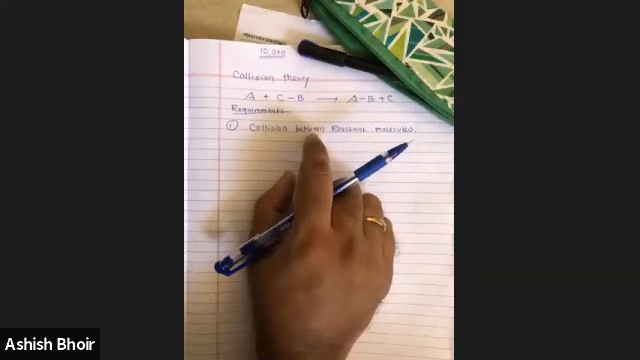 10 Dec
Collision theory
A + C – B ⟶ A – B + C
Requirements
① Collision between Reactant molecules.
Ashish Bhoir